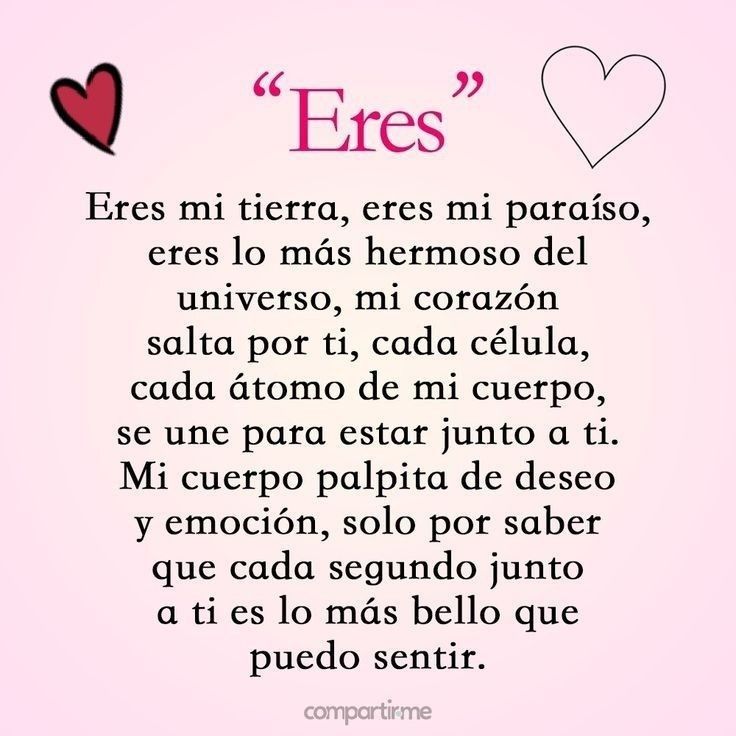 “Eres”
Eres mi tierra, eres mi paraíso,
eres lo más hermoso del
universo, mi corazón
salta por ti, cada célula,
cada átomo de mi cuerpo,
se une para estar junto a ti.
Mi cuerpo palpita de deseo
y emoción, solo por saber
que cada segundo junto
a ti es lo más bello que
puedo sentir.
compartir.me